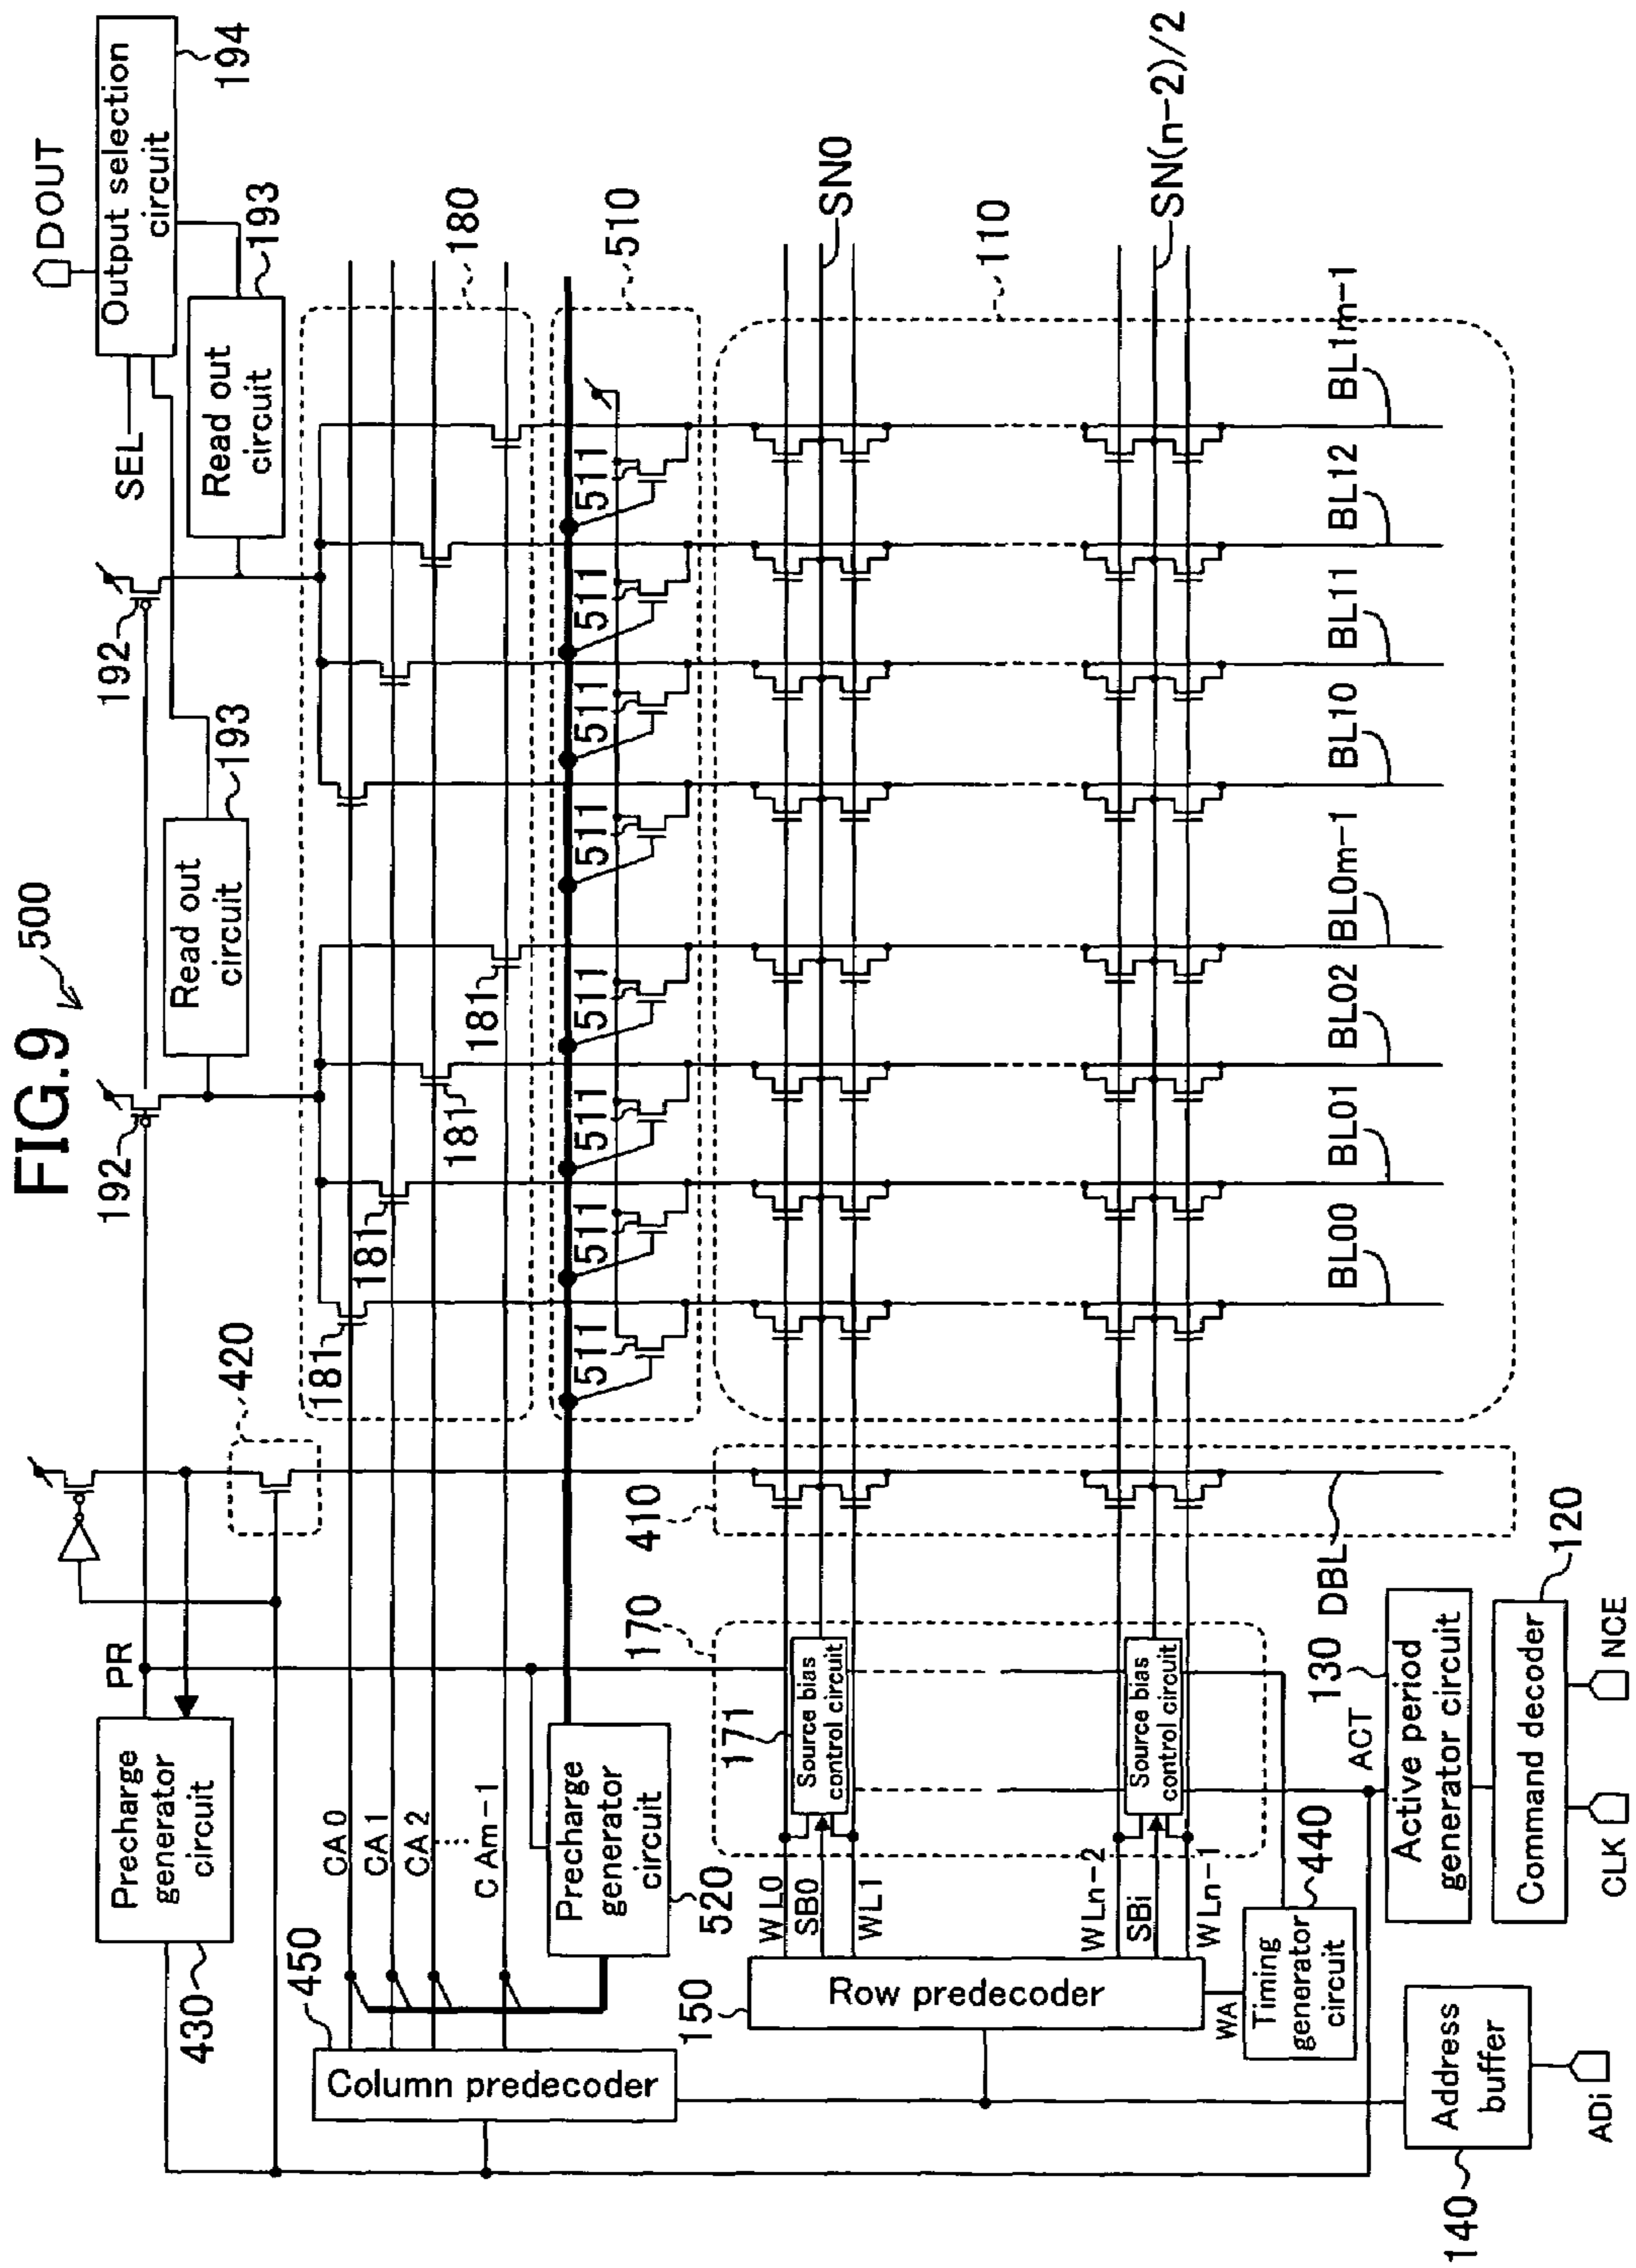 FIG.9
500
DOUT
Output selection
circuit
194
SEL
Read out
circuit
193
Read out
circuit
193
192
192
PR
Precharge
generator
circuit
430
420
180
181
181
181
181
CA0
CA1
CA2
CAm-1
450
Column predecoder
510
511
511
511
511
511
511
511
511
Precharge
generator
circuit
520
110
SN0
SN(n-2)/2
410
170
171
Source bias
control circuit
Source bias
control circuit
WL0
SB0
WL1
WLn-2
SBi
WLn-1
150
Row predecoder
WA
Timing
generator
circuit
440
DBL
BL00
BL01
BL02
BL0m-1
BL10
BL11
BL12
BL1m-1
ACT
130
Active period
generator circuit
Command decoder
120
CLK
NCE
Address
buffer
140
ADi